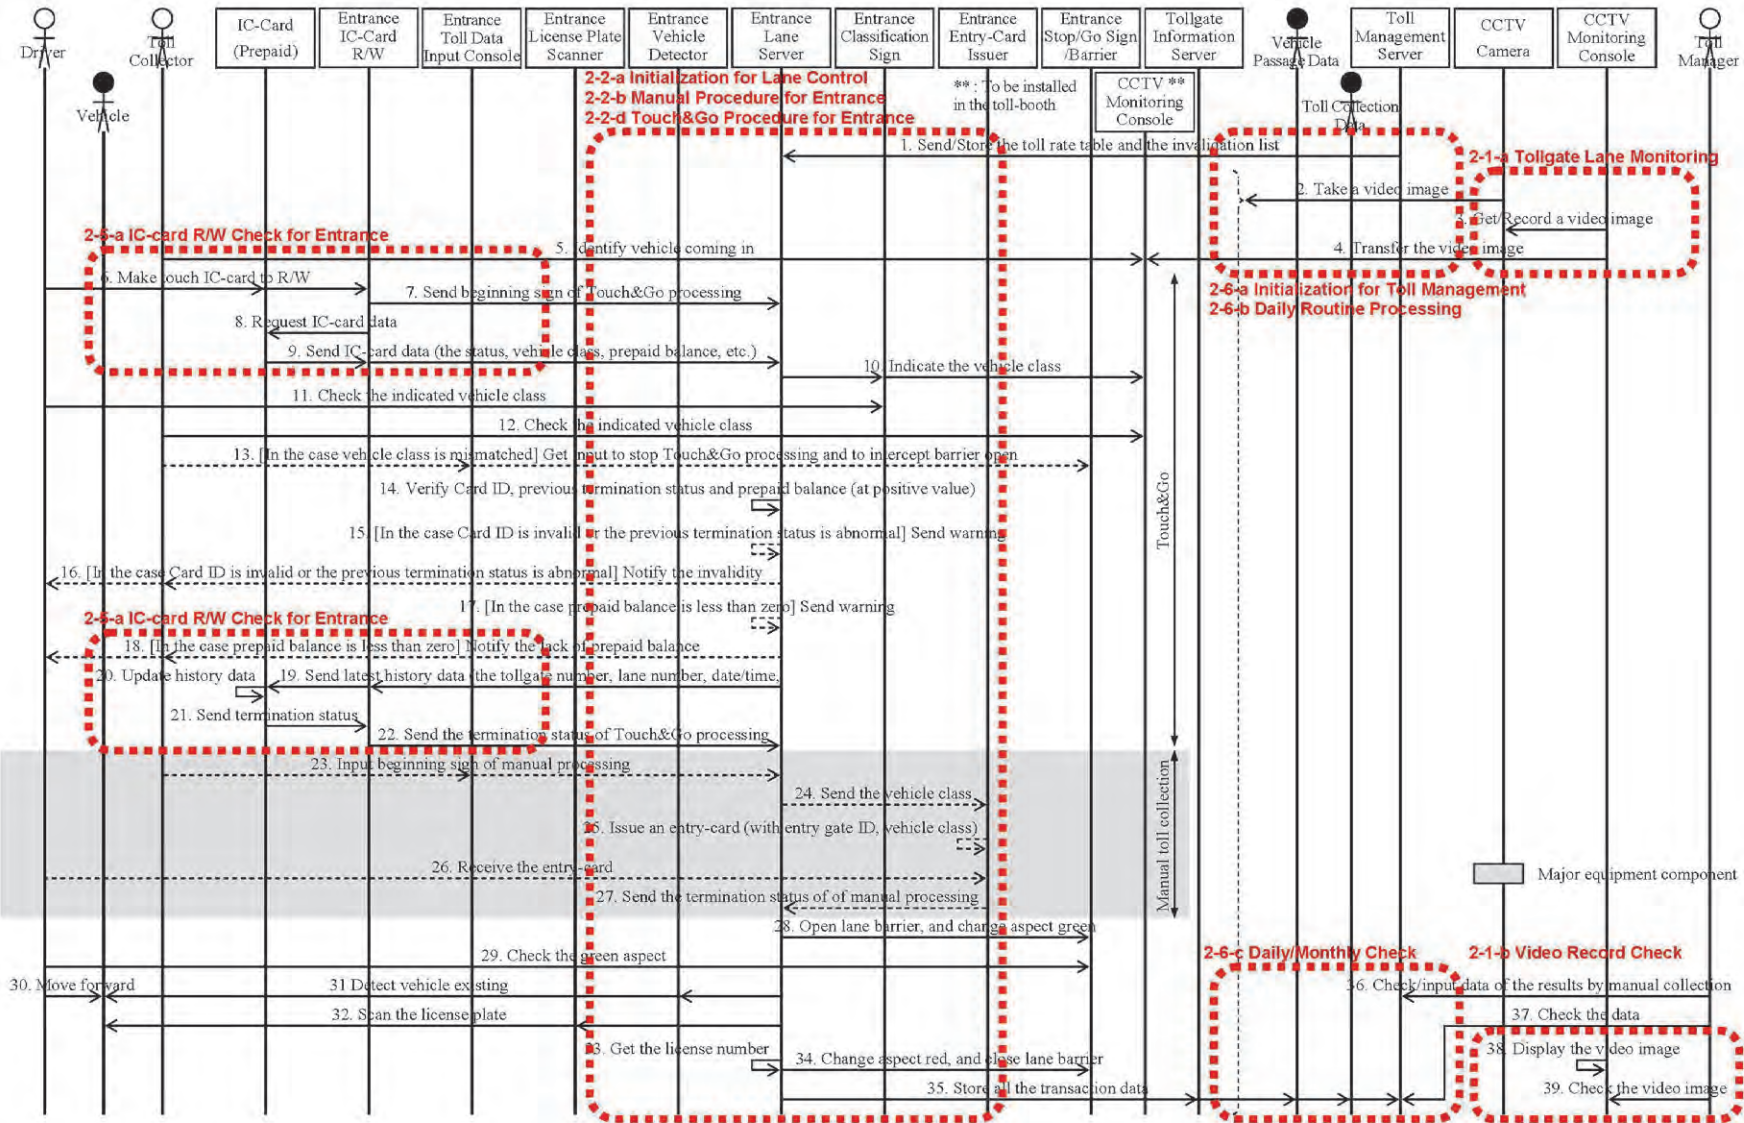 Driver
Toll
Collector
IC-Card
(Prepaid)
Entrance
IC-Card
R/W
Entrance
Toll Data
Input Console
Entrance
License Plate
Scanner
Entrance
Vehicle
Detector
Entrance
Lane
Server
Entrance
Classification
Sign
Entrance
Entry-Card
Issuer
Entrance
Stop/Go Sign
/Barrier
Tollgate
Information
Server
Vehicle
Passage Data
Toll
Management
Server
CCTV
Camera
CCTV
Monitoring
Console
Toll
Manager
Vehicle
2-2-a Initialization for Lane Control
2-2-b Manual Procedure for Entrance
2-2-d Touch&Go Procedure for Entrance
** : To be installed
in the toll-booth
CCTV **
Monitoring
Console
Toll Collection
Data
1. Send/Store the toll rate table and the invalidation list
2-1-a Tollgate Lane Monitoring
2. Take a video image
3. Get/Record a video image
2-5-a IC-card R/W Check for Entrance
5. Identify vehicle coming in
4. Transfer the video image
6. Make touch IC-card to R/W
7. Send beginning sign of Touch&Go processing
2-6-a Initialization for Toll Management
2-6-b Daily Routine Processing
8. Request IC-card data
9. Send IC-card data (the status, vehicle class, prepaid balance, etc.)
10. Indicate the vehicle class
11. Check the indicated vehicle class
12. Check the indicated vehicle class
13. [In the case vehicle class is mismatched] Get input to stop Touch&Go processing and to intercept barrier open
14. Verify Card ID, previous termination status and prepaid balance (at positive value)
Touch&Go
15. [In the case Card ID is invalid or the previous termination status is abnormal] Send warning
16. [In the case Card ID is invalid or the previous termination status is abnormal] Notify the invalidity
17. [In the case prepaid balance is less than zero] Send warning
2-5-a IC-card R/W Check for Entrance
18. [In the case prepaid balance is less than zero] Notify the lack of prepaid balance
20. Update history data
19. Send latest history data (the tollgate number, lane number, date/time,
21. Send termination status
22. Send the termination status of Touch&Go processing
23. Input beginning sign of manual processing
24. Send the vehicle class
25. Issue an entry-card (with entry gate ID, vehicle class)
Manual toll collection
26. Receive the entry-card
Major equipment component
27. Send the termination status of of manual processing
28. Open lane barrier, and change aspect green
29. Check the green aspect
2-6-c Daily/Monthly Check
2-1-b Video Record Check
30. Move forward
31 Detect vehicle existing
36. Check/input data of the results by manual collection
32. Scan the license plate
37. Check the data
33. Get the license number
34. Change aspect red, and close lane barrier
38. Display the video image
35. Store all the transaction data
39. Check the video image